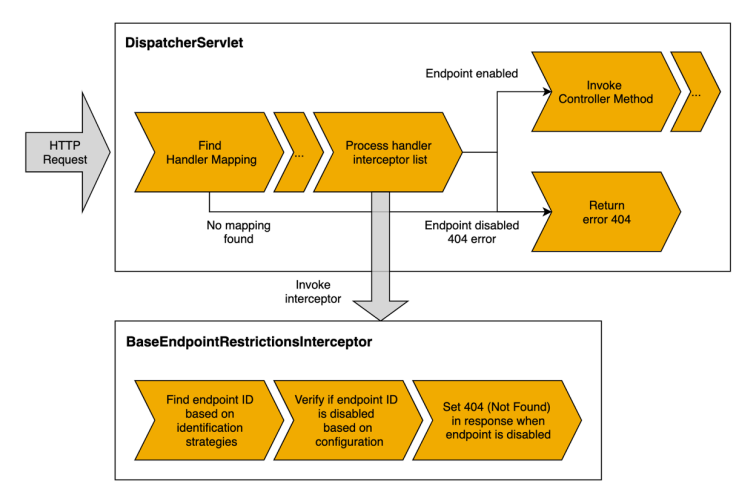 DispatcherServlet
Endpoint enabled
Invoke
Controller Method
...
HTTP
Request
Find
Handler Mapping
...
Process handler
interceptor list
No mapping
found
Endpoint disabled
404 error
Return
error 404
Invoke
interceptor
BaseEndpointRestrictionsInterceptor
Find endpoint ID
based on
identification
strategies
Verify if endpoint ID
is disabled
based on
configuration
Set 404 (Not Found)
in response when
endpoint is disabled